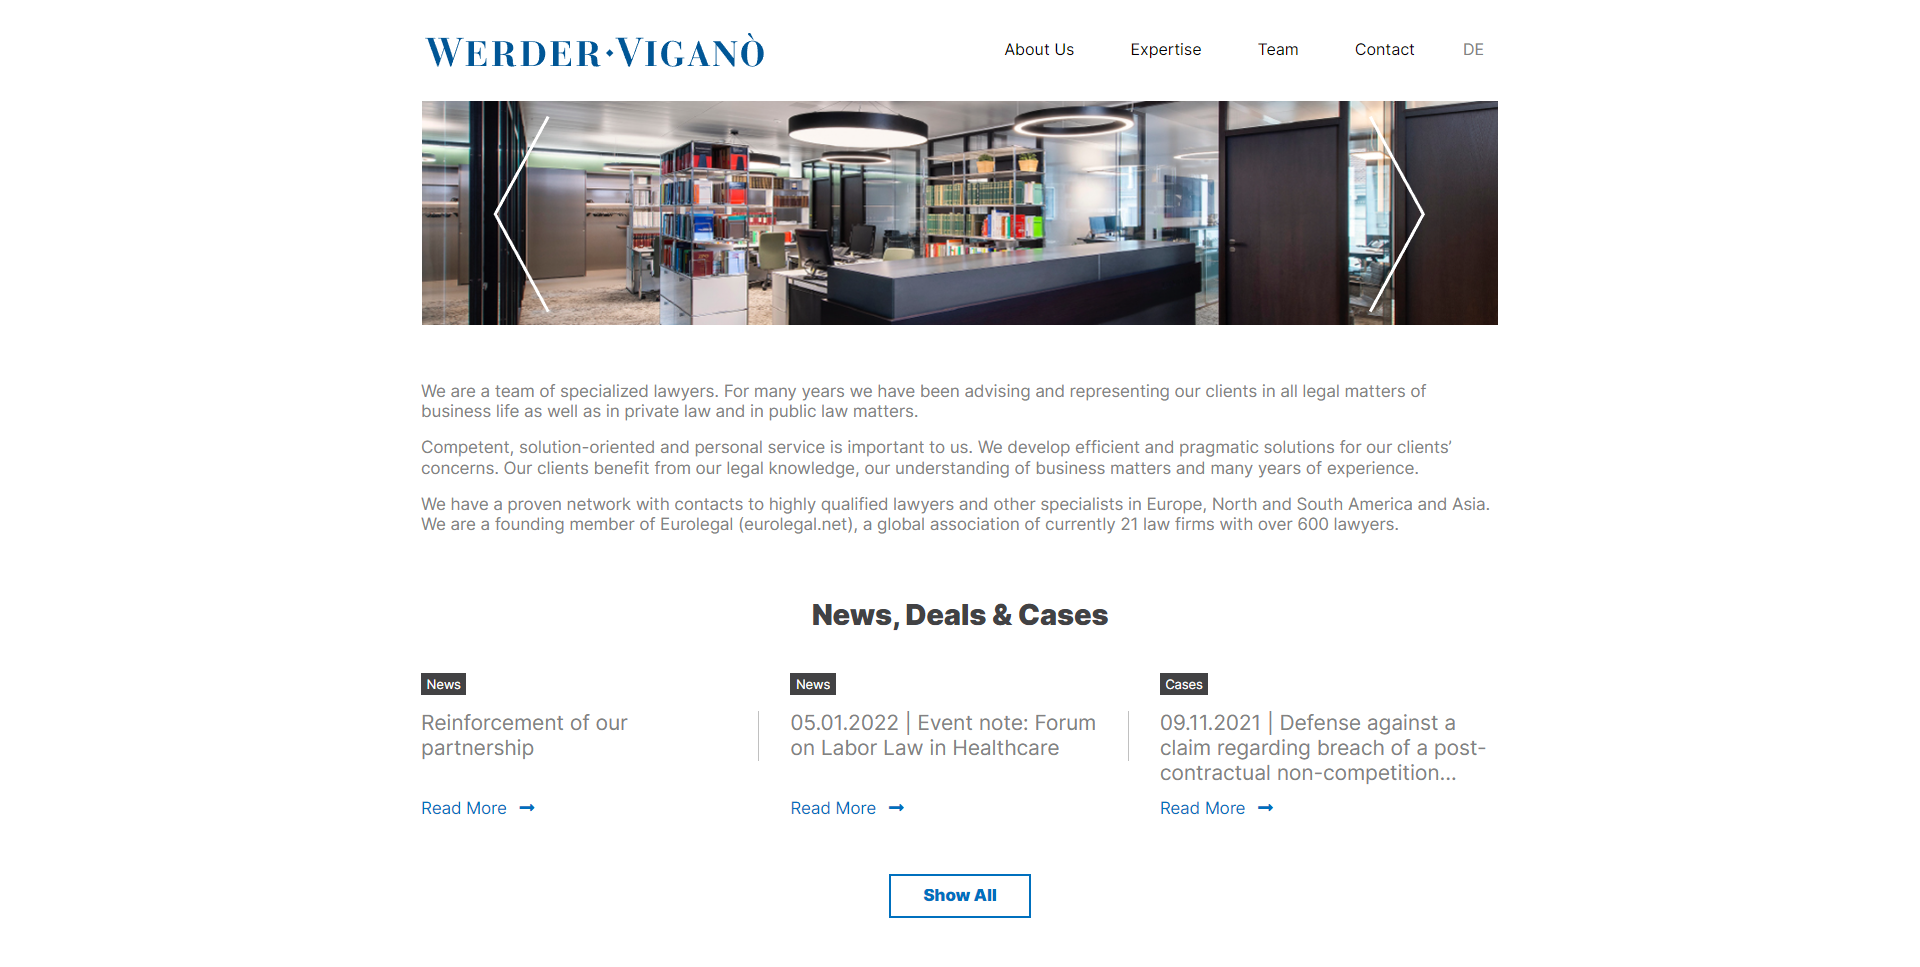 WERDER·VIGANÒ
About Us
Expertise
Team
Contact
DE
We are a team of specialized lawyers. For many years we have been advising and representing our clients in all legal matters of
business life as well as in private law and in public law matters.
Competent, solution-oriented and personal service is important to us. We develop efficient and pragmatic solutions for our clients’
concerns. Our clients benefit from our legal knowledge, our understanding of business matters and many years of experience.
We have a proven network with contacts to highly qualified lawyers and other specialists in Europe, North and South America and Asia.
We are a founding member of Eurolegal (eurolegal.net), a global association of currently 21 law firms with over 600 lawyers.
News, Deals & Cases
News
Reinforcement of our
partnership
Read More
News
05.01.2022 | Event note: Forum
on Labor Law in Healthcare
Read More
Cases
09.11.2021 | Defense against a
claim regarding breach of a post-
contractual non-competition...
Read More
Show All